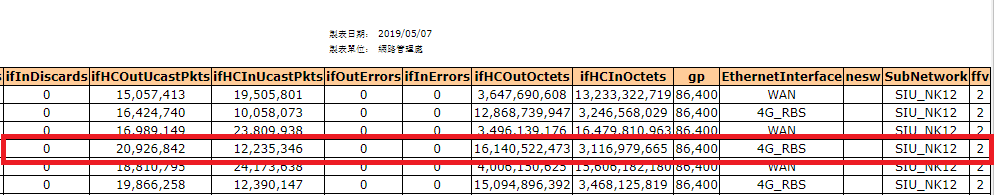 製表日期： 2019/05/07
製表單位： 網路管理處
ifInDiscards ifHCOutUcastPkts ifHCInUcastPkts ifOutErrors ifInErrors ifHCOutOctets ifHCInOctets gp EthernetInterface nesw SubNetwork ffv
0 15,057,413 19,505,801 0 0 3,647,690,608 13,233,322,719 86,400 WAN SIU_NK12 2
0 16,424,740 10,058,073 0 0 12,868,739,947 3,246,568,029 86,400 4G_RBS SIU_NK12 2
0 16,989,149 23,809,938 0 0 3,496,139,176 16,479,810,963 86,400 WAN SIU_NK12 2
0 20,926,842 12,235,346 0 0 16,140,522,473 3,116,979,665 86,400 4G_RBS SIU_NK12 2
0 18,810,795 24,173,638 0 0 4,006,150,625 15,606,182,180 86,400 WAN SIU_NK12 2
0 19,866,258 12,390,147 0 0 15,094,896,392 3,468,125,819 86,400 4G_RBS SIU_NK12 2